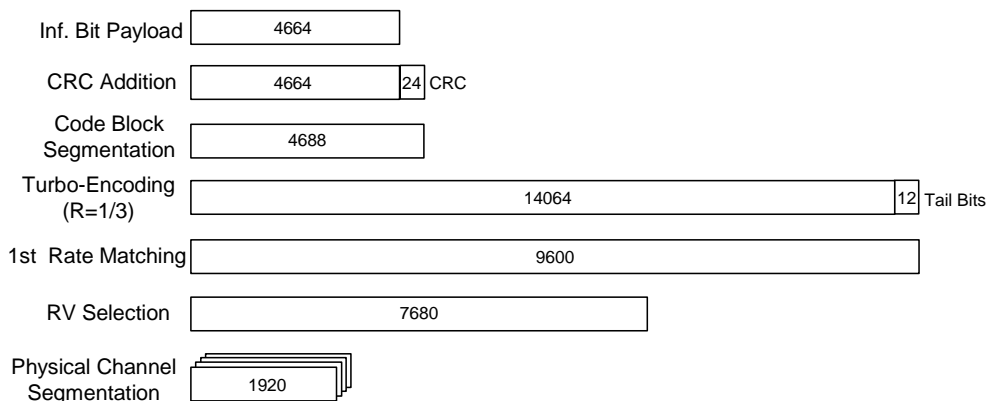 Inf. Bit Payload
4664
CRC Addition
4664
24
CRC
Code Block
Segmentation
4688
Turbo-Encoding
(R=1/3)
14064
12
Tail Bits
1st Rate Matching
9600
RV Selection
7680
Physical Channel
Segmentation
1920